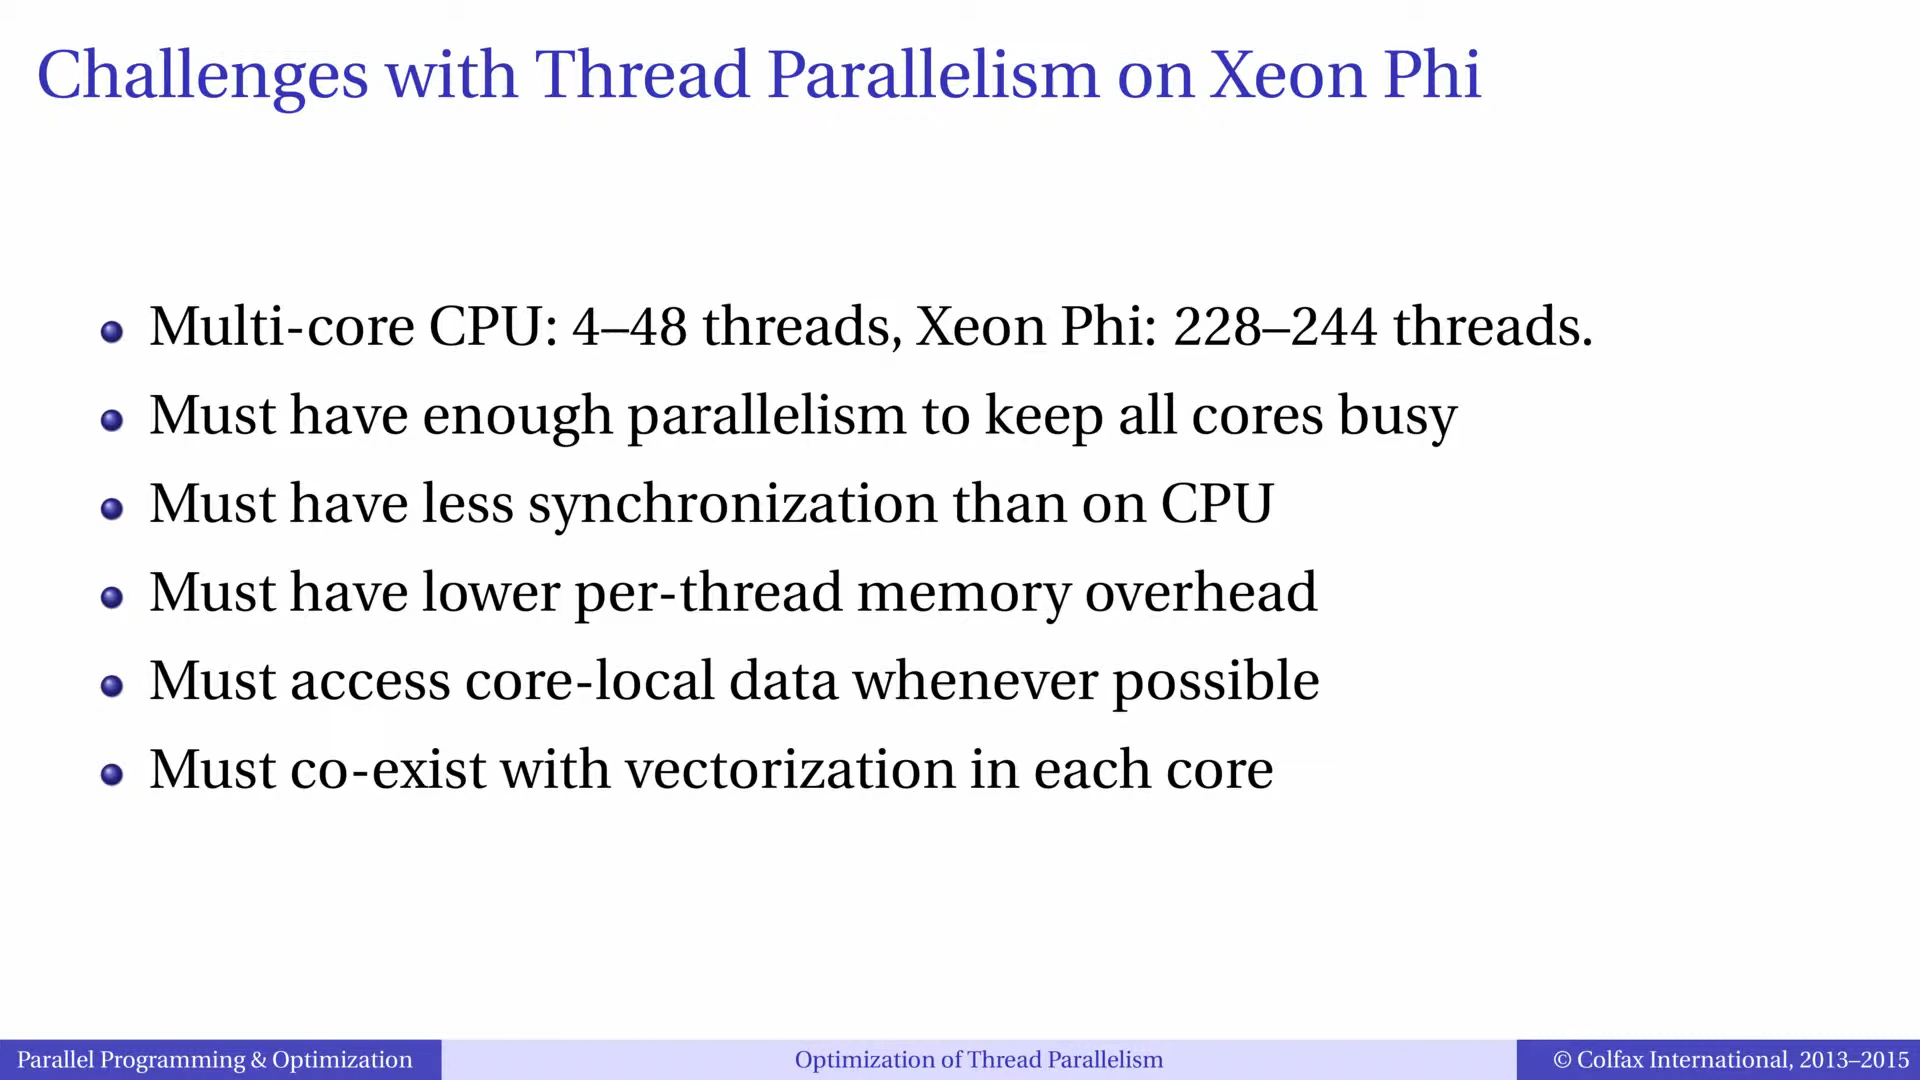 Challenges with Thread Parallelism on Xeon Phi
Multi-core CPU: 4–48 threads, Xeon Phi: 228–244 threads.
Must have enough parallelism to keep all cores busy
Must have less synchronization than on CPU
Must have lower per-thread memory overhead
Must access core-local data whenever possible
Must co-exist with vectorization in each core
Parallel Programming & Optimization
Optimization of Thread Parallelism
© Colfax International, 2013–2015